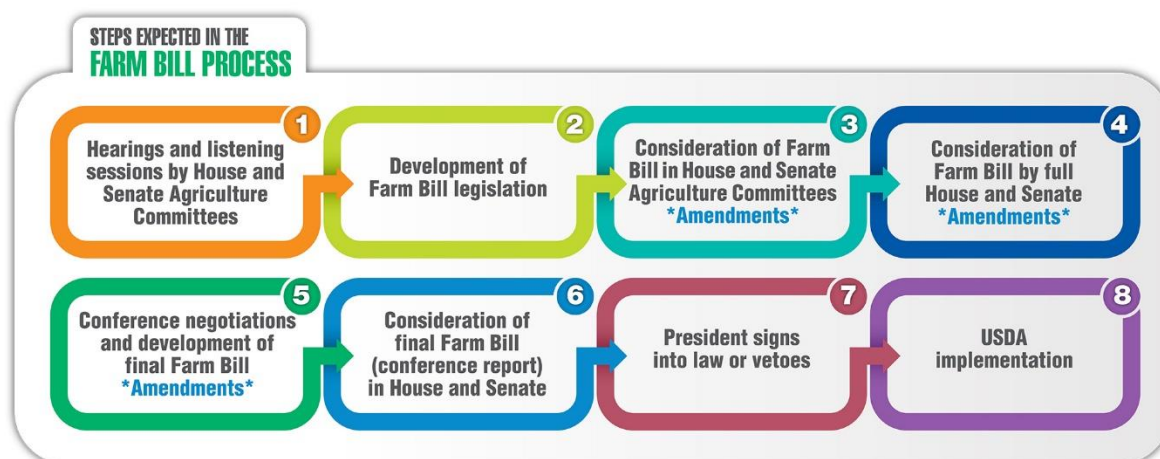 STEPS EXPECTED IN THE
FARM BILL PROCESS
1
Hearings and listening
sessions by House and
Senate Agriculture
Committees
2
Development of
Farm Bill legislation
3
Consideration of Farm
Bill in House and Senate
Agriculture Committees
*Amendments*
4
Consideration of
Farm Bill by full
House and Senate
*Amendments*
5
Conference negotiations
and development of
final Farm Bill
*Amendments*
6
Consideration of
final Farm Bill
(conference report)
in House and Senate
7
President signs
into law or vetoes
8
USDA
implementation